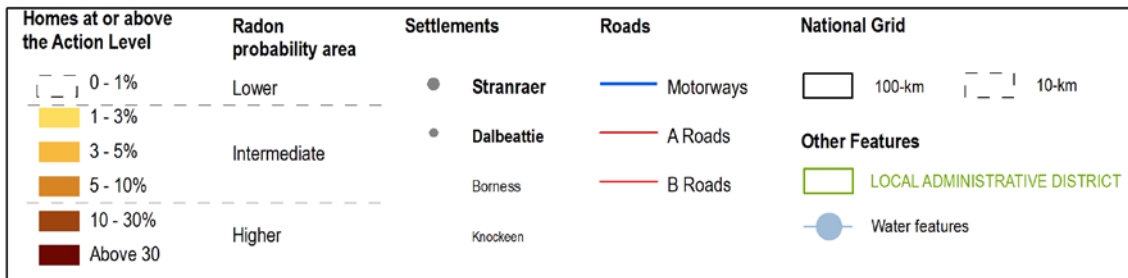 Homes at or above
the Action Level
0 - 1%
1 - 3%
3 - 5%
5 - 10%
10 - 30%
Above 30
Radon
probability area
Lower
Intermediate
Higher
Settlements
Stranraer
Dalbeattie
Borness
Knockeen
Roads
Motorways
A Roads
B Roads
National Grid
100-km
10-km
Other Features
LOCAL ADMINISTRATIVE DISTRICT
Water features